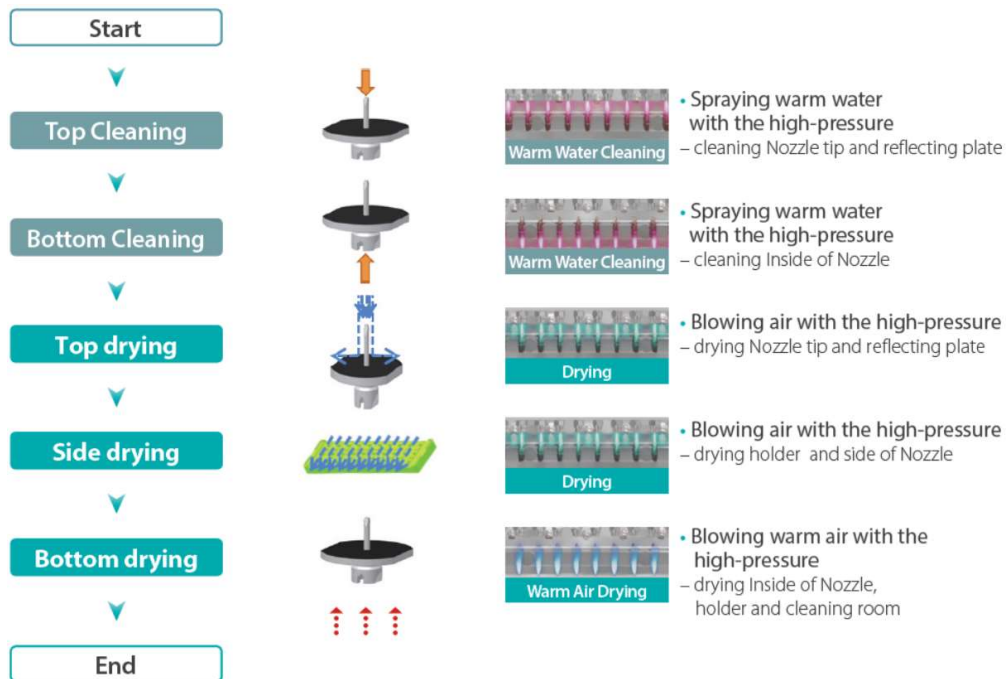 Start
Top Cleaning
Warm Water Cleaning
• Spraying warm water
with the high-pressure
– cleaning Nozzle tip and reflecting plate
Bottom Cleaning
Warm Water Cleaning
• Spraying warm water
with the high-pressure
– cleaning Inside of Nozzle
Top drying
Drying
• Blowing air with the high-pressure
– drying Nozzle tip and reflecting plate
Side drying
Drying
• Blowing air with the high-pressure
– drying holder and side of Nozzle
Bottom drying
Warm Air Drying
• Blowing warm air with the
high-pressure
– drying Inside of Nozzle,
holder and cleaning room
End